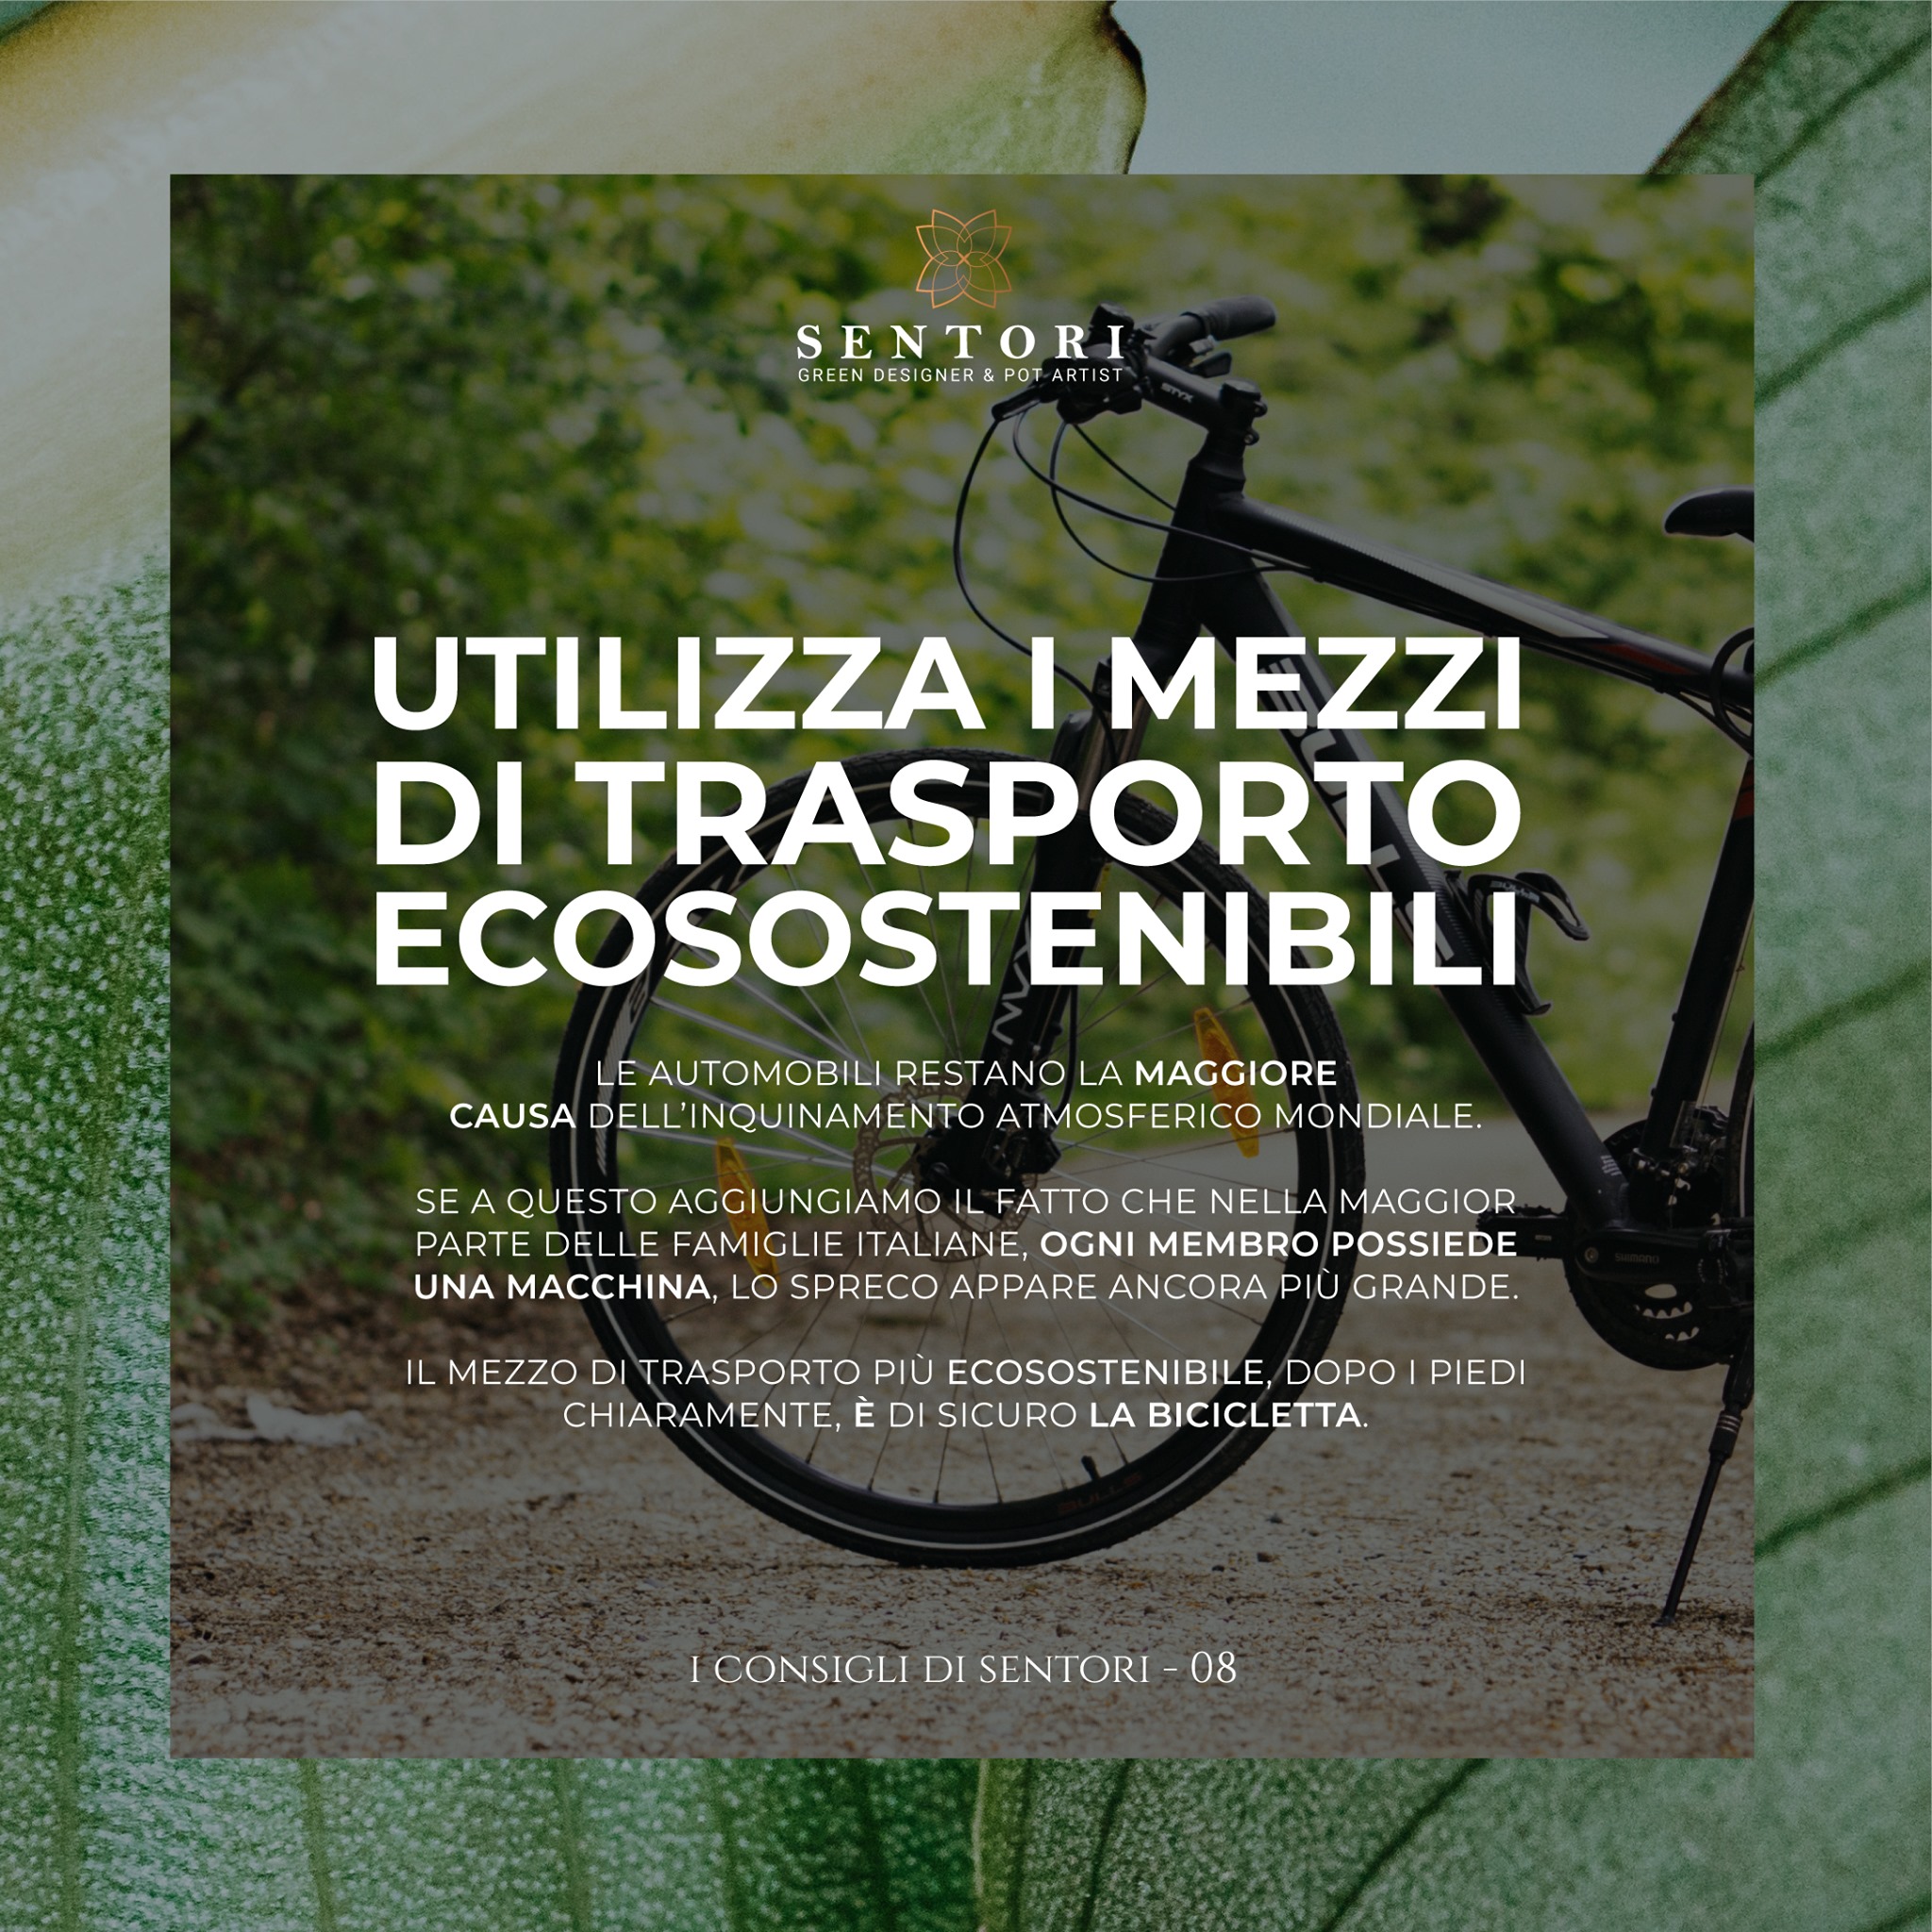 SENTORI
GREEN DESIGNER & POT ARTIST
STYX
UTILIZZA I MEZZI
DI TRASPORTO
ECOSOSTENIBILI
LE AUTOMOBILI RESTANO LA MAGGIORE
CAUSA DELL’INQUINAMENTO ATMOSFERICO MONDIALE.
SE A QUESTO AGGIUNGIAMO IL FATTO CHE NELLA MAGGIOR
PARTE DELLE FAMIGLIE ITALIANE, OGNI MEMBRO POSSIEDE
UNA MACCHINA, LO SPRECO APPARE ANCORA PIÙ GRANDE.
SHIMANO
IL MEZZO DI TRASPORTO PIÙ ECOSOSTENIBILE, DOPO I PIEDI
CHIARAMENTE, È DI SICURO LA BICICLETTA.
BULLS
I CONSIGLI DI SENTORI - 08